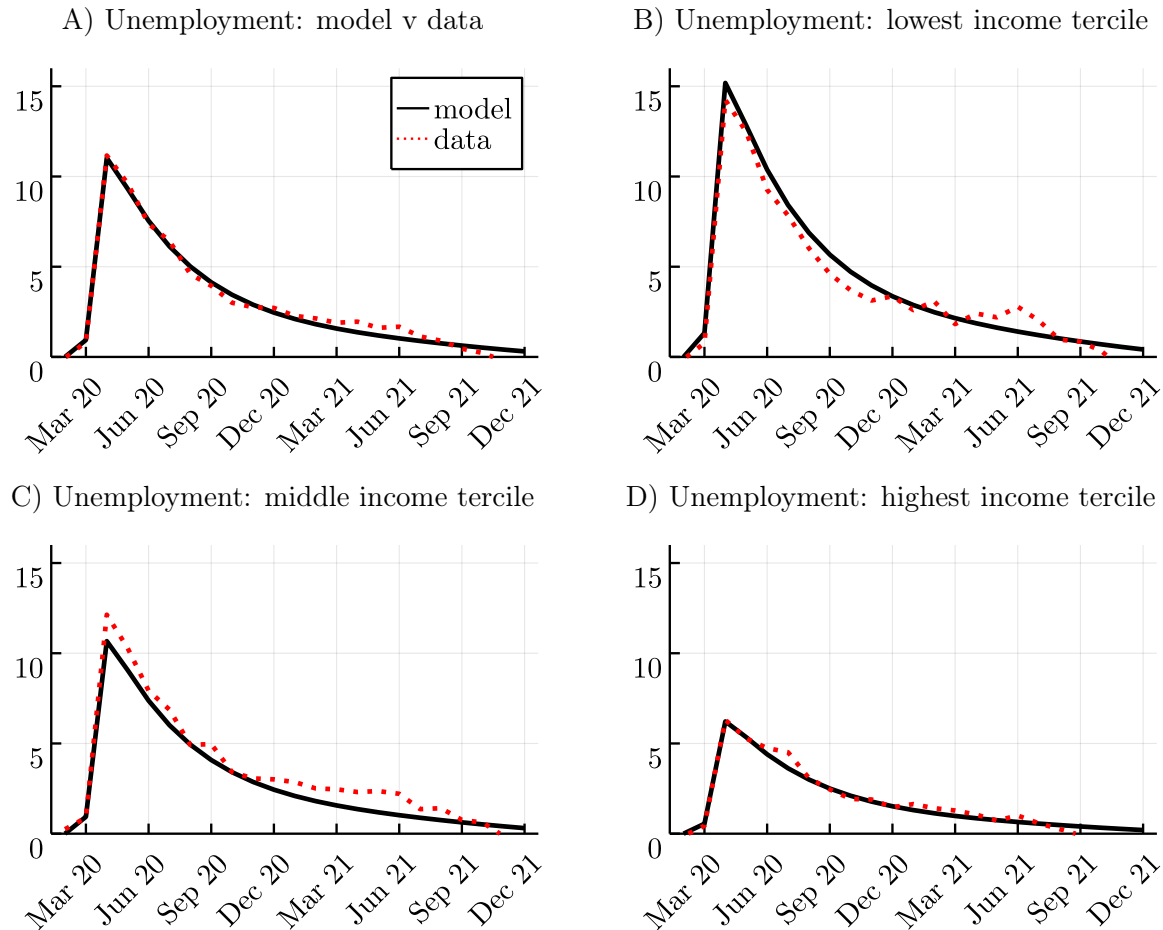 A) Unemployment: model v data
15
10
5
0
model
data
Mar 20
Jun 20
Sep 20
Dec 20
Mar 21
Jun 21
Sep 21
Dec 21
B) Unemployment: lowest income tercile
15
10
5
0
Mar 20
Jun 20
Sep 20
Dec 20
Mar 21
Jun 21
Sep 21
Dec 21
C) Unemployment: middle income tercile
15
10
5
0
Mar 20
Jun 20
Sep 20
Dec 20
Mar 21
Jun 21
Sep 21
Dec 21
D) Unemployment: highest income tercile
15
10
5
0
Mar 20
Jun 20
Sep 20
Dec 20
Mar 21
Jun 21
Sep 21
Dec 21